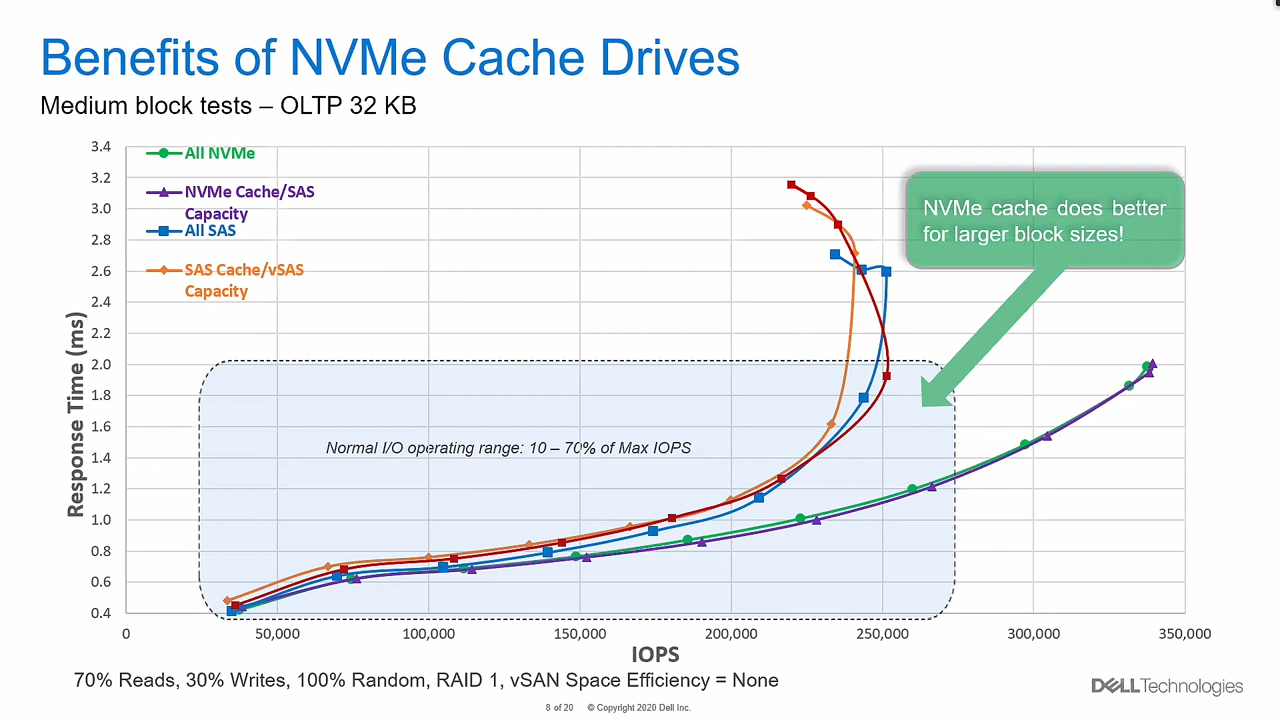 Benefits of NVMe Cache Drives
Medium block tests – OLTP 32 KB
3.4
3.2
3.0
2.8
2.6
2.4
2.2
2.0
1.8
1.6
1.4
1.2
1.0
0.8
0.6
0.4
Response Time (ms)
All NVMe
NVMe Cache/SAS
Capacity
All SAS
SAS Cache/vSAS
Capacity
NVMe cache does better
for larger block sizes!
Normal I/O operating range: 10 – 70% of Max IOPS
0 50,000 100,000 150,000 200,000 250,000 300,000 350,000
IOPS
70% Reads, 30% Writes, 100% Random, RAID 1, vSAN Space Efficiency = None
DELL Technologies
8 of 20 © Copyright 2020 Dell Inc.